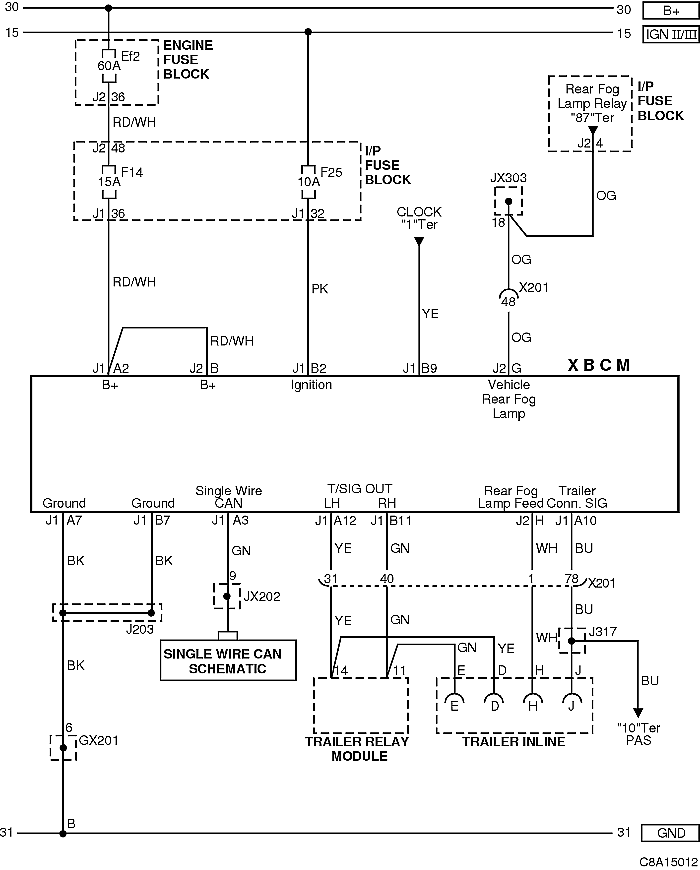 30
30
B+
15
15
IGN II/III
Ef2
60A
J2 36
ENGINE
FUSE
BLOCK
Rear Fog
Lamp Relay
"87"Ter
J2 4
I/P
FUSE
BLOCK
RD/WH
J2 48
F14
15A
J1 36
F25
10A
J1 32
I/P
FUSE
BLOCK
JX303
18
OG
CLOCK
"1"Ter
OG
X201
48
RD/WH
PK
YE
OG
RD/WH
J1 A2
J2 B
J1 B2
J1 B9
J2 G
XBCM
B+
B+
Ignition
Vehicle
Rear Fog
Lamp
Ground
Ground
Single Wire
CAN
T/SIG OUT
LH
RH
Rear Fog
Lamp Feed
Trailer
Conn. SIG
J1 A7
J1 B7
J1 A3
J1 A12
J1 B11
J2 H
J1 A10
BK
BK
GN
YE
GN
WH
BU
9
JX202
31
40
1
78
X201
J203
YE
GN
BU
WH
J317
SINGLE WIRE CAN
SCHEMATIC
GN
YE
BK
14
11
E
D
H
J
BU
E
D
H
J
6
GX201
TRAILER RELAY
MODULE
TRAILER INLINE
"10"Ter
PAS
B
31
31
GND
C8A15012